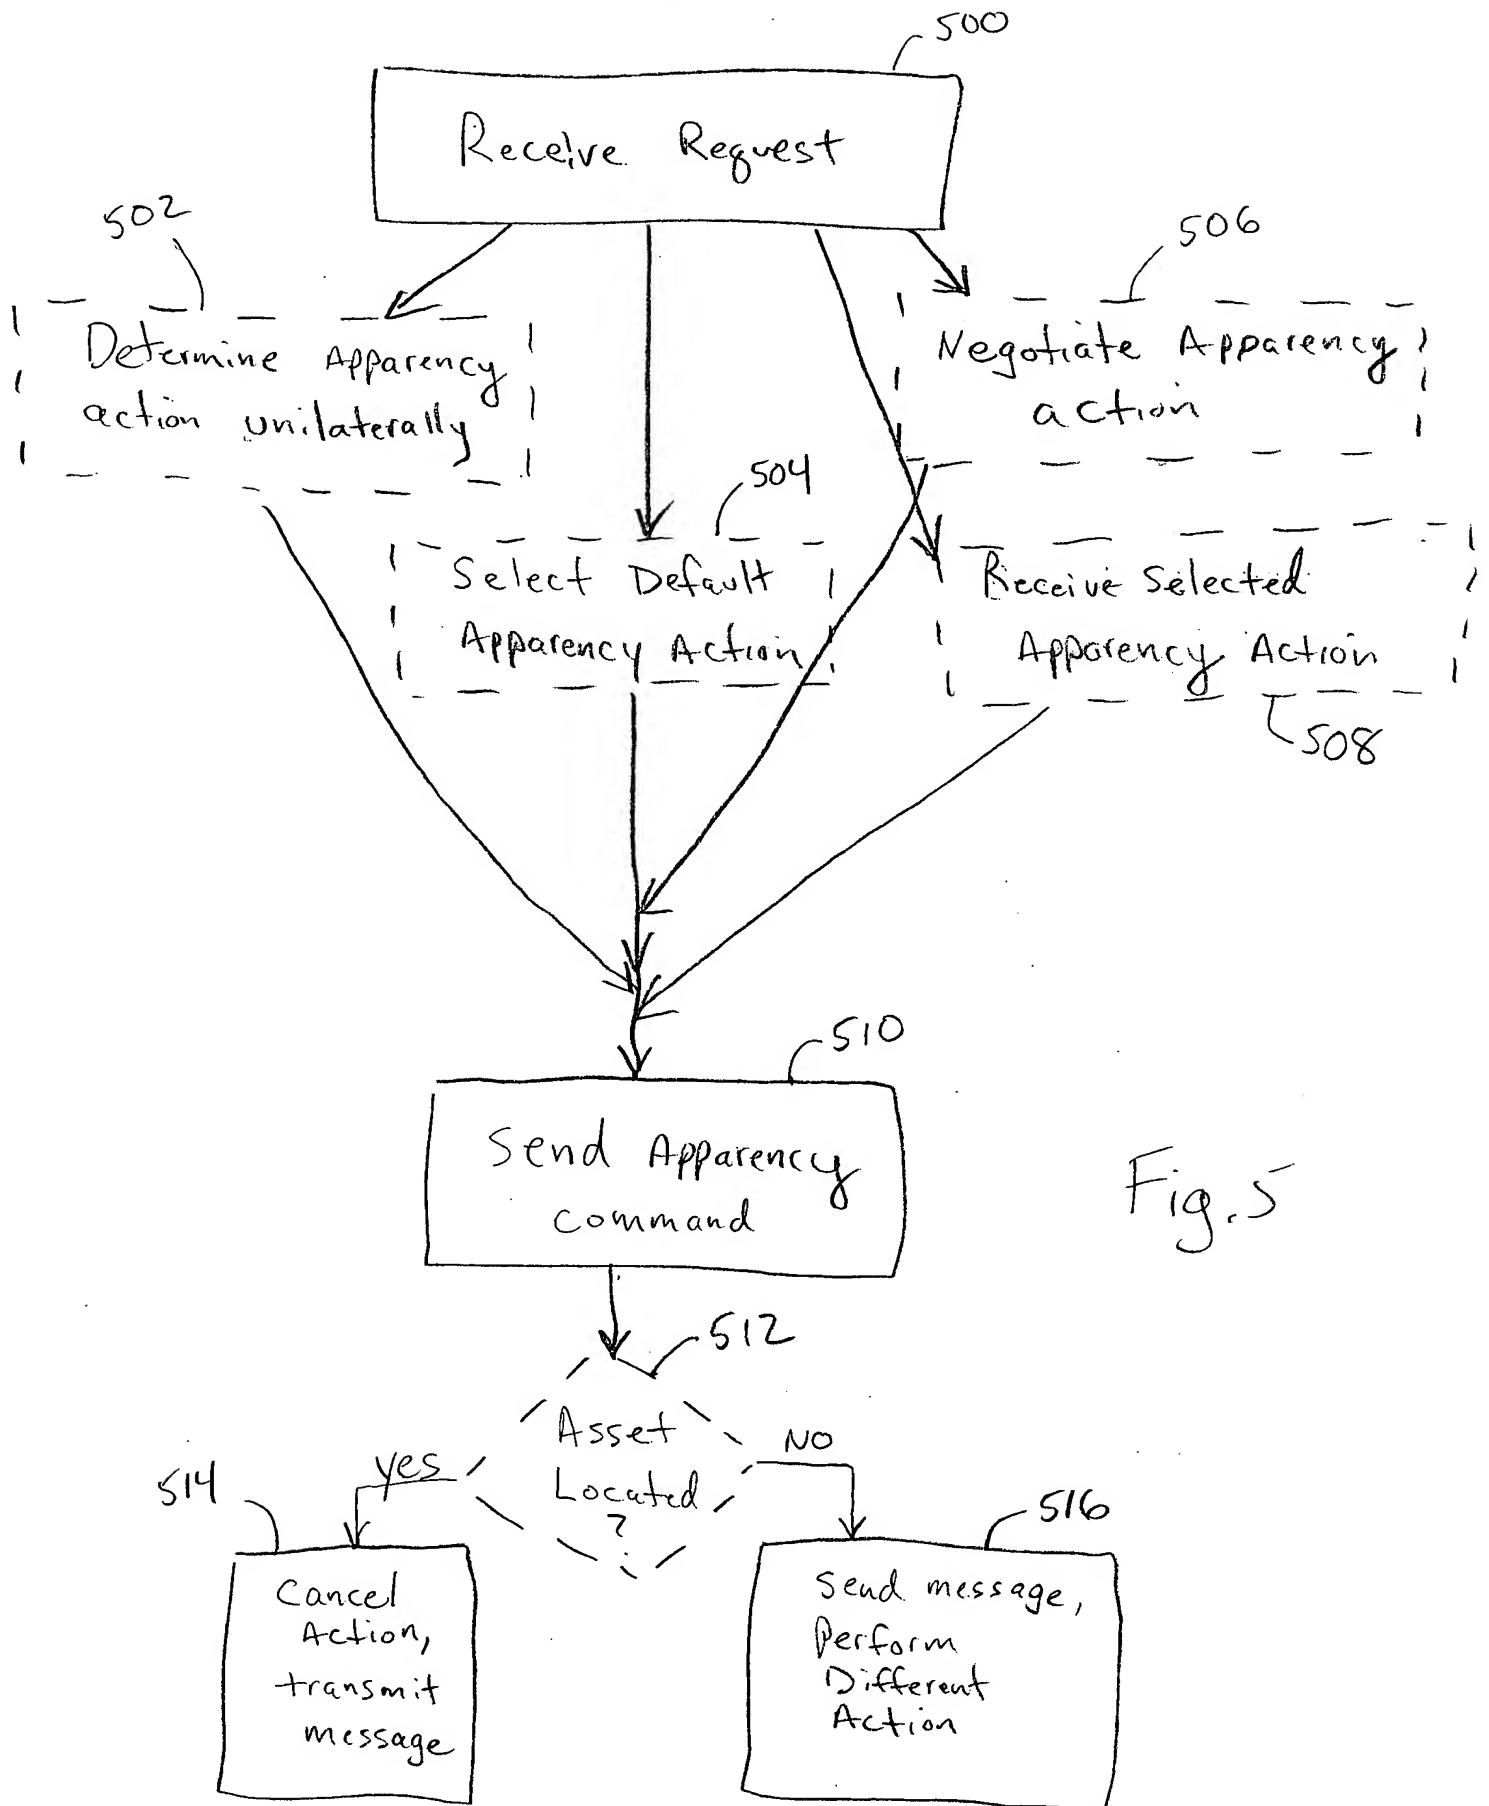 500
Receive Request
502
506
Determine Apparency
action unilaterally
Negotiate Apparency
action
504
Select Default
Apparency Action
Receive Selected
Apparency Action
508
510
Send Apparency
command
Fig. 5
512
Asset
Located
?
yes
NO
514
516
Cancel
Action,
transmit
message
Send message,
Perform
Different
Action